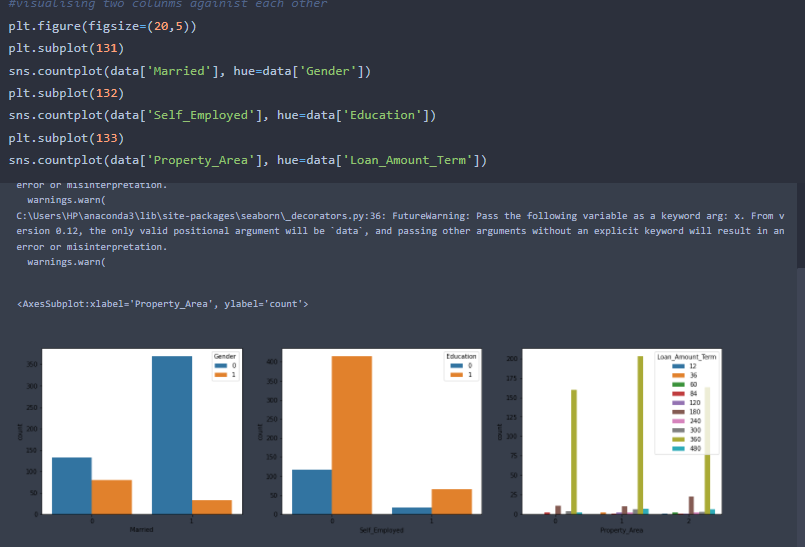 #visualising two colunms againist each other
plt.figure(figsize=(20,5))
plt.subplot(131)
sns.countplot(data['Married'], hue=data['Gender'])
plt.subplot(132)
sns.countplot(data['Self_Employed'], hue=data['Education'])
plt.subplot(133)
sns.countplot(data['Property_Area'], hue=data['Loan_Amount_Term'])
error or misinterpretation.
warnings.warn(
C:\Users\HP\anaconda3\lib\site-packages\seaborn\_decorators.py:36: FutureWarning: Pass the following variable as a keyword arg: x. From v
ersion 0.12, the only valid positional argument will be `data`, and passing other arguments without an explicit keyword will result in an
error or misinterpretation.
warnings.warn(
<AxesSubplot:xlabel='Property_Area', ylabel='count'>
Gender
0
1
350
300
250
200
150
100
50
0
count
0 1
Married
Education
0
1
400
350
300
250
200
150
100
50
0
count
0 1
Self_Employed
Loan_Amount_Term
12
36
60
84
120
180
240
300
360
480
200
175
150
125
100
75
50
25
0
count
0 1 2
Property_Area